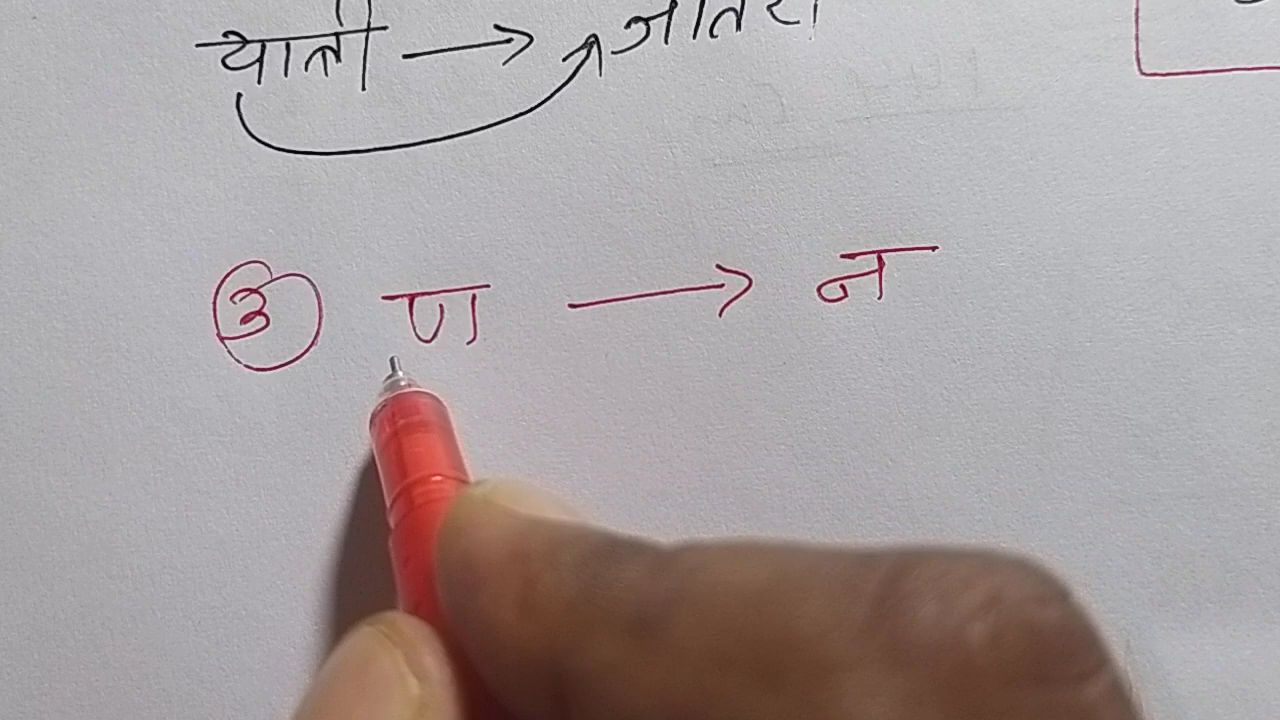 यात्री → जातरा
③ ण → न